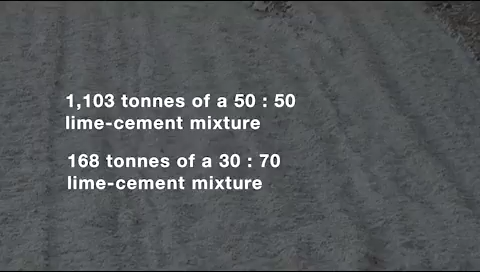 1,103 tonnes of a 50 : 50
lime-cement mixture
168 tonnes of a 30 : 70
lime-cement mixture